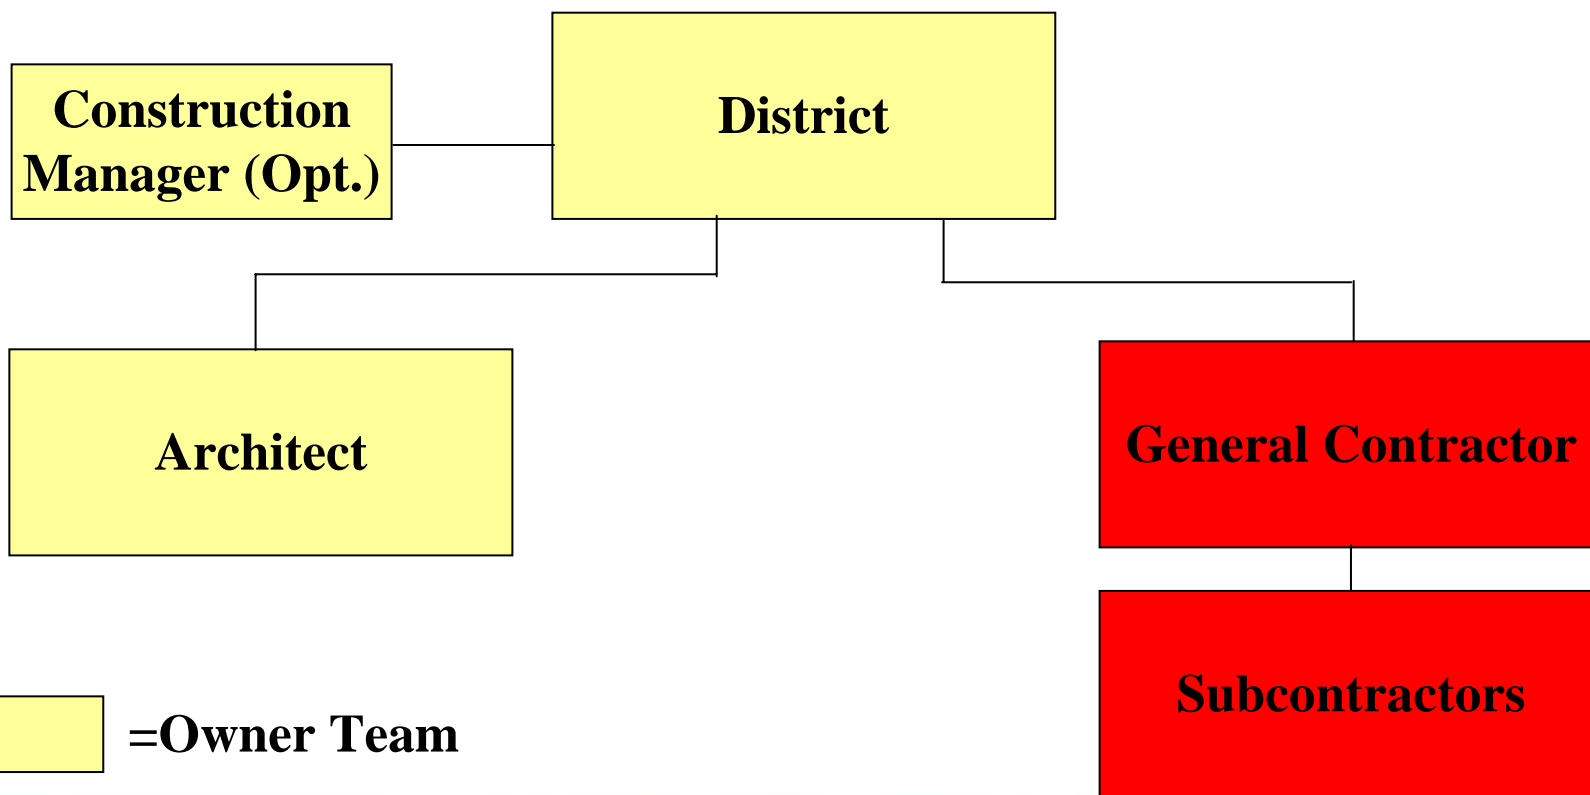 Construction
Manager (Opt.)
District
Architect
General Contractor
Subcontractors
=Owner Team